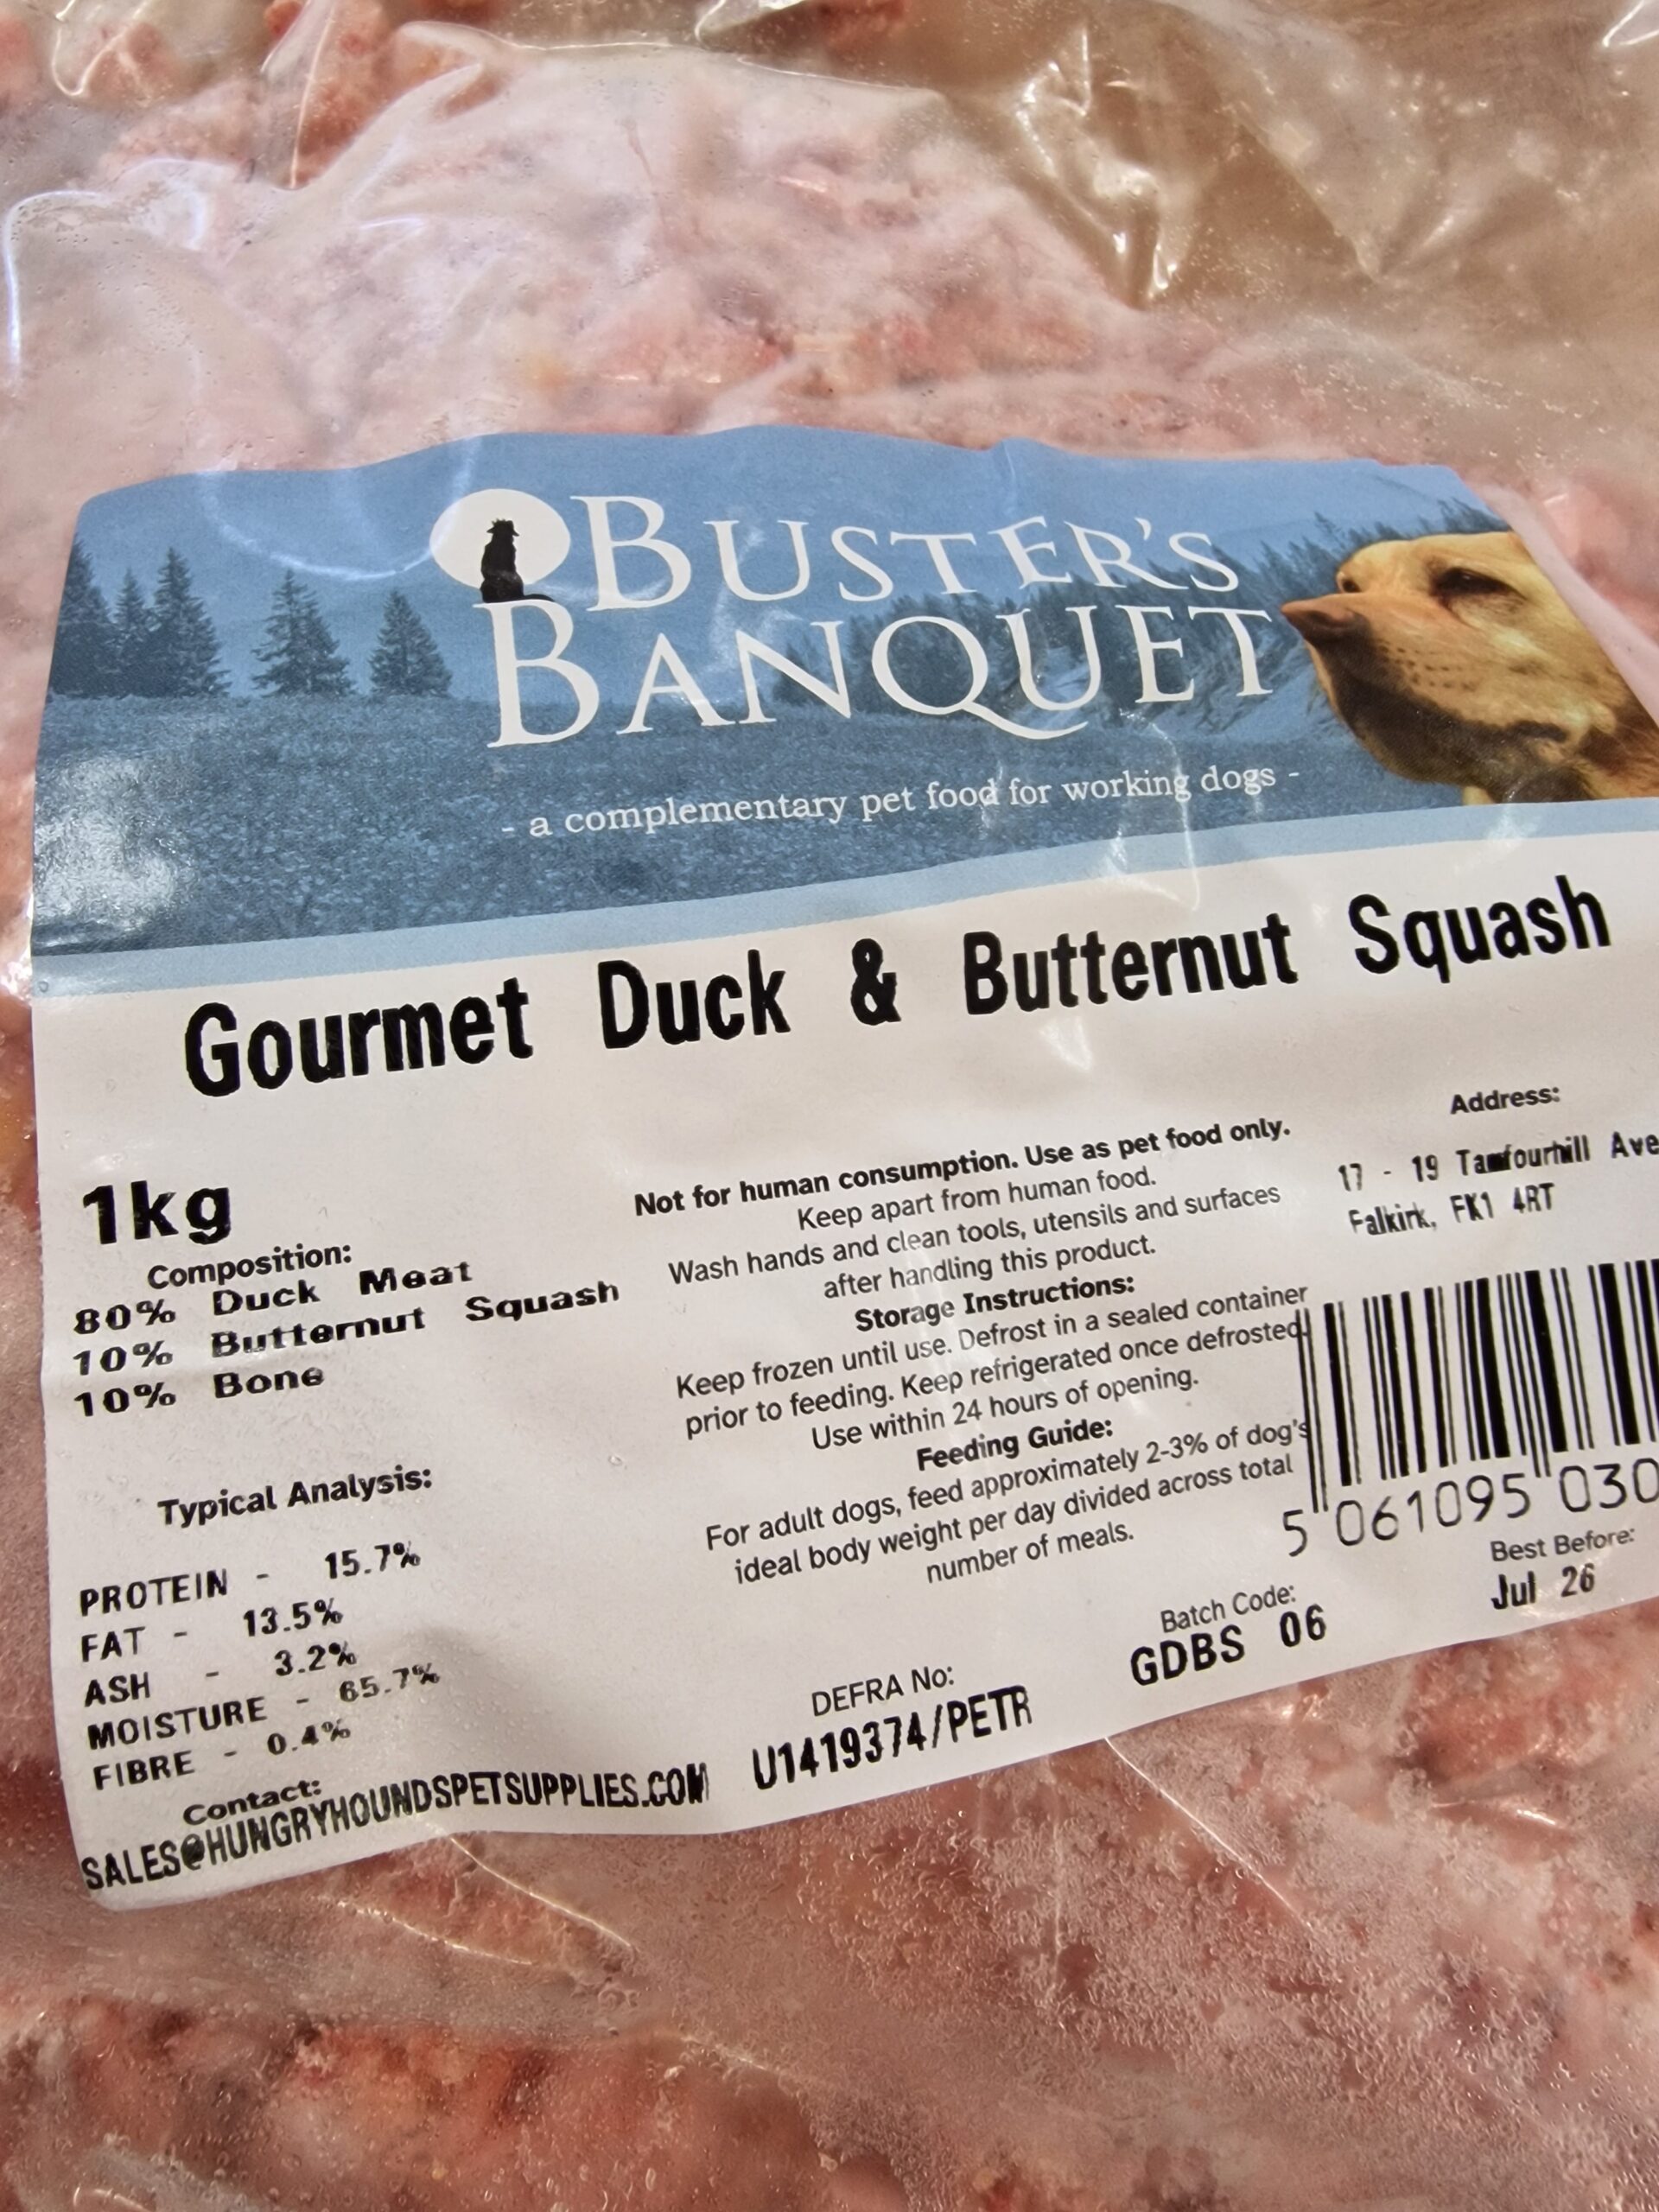 BUSTER'S
BANQUET
- a complementary pet food for working dogs -
Gourmet Duck & Butternut Squash
1kg
Composition:
80% Duck Meat
10% Butternut Squash
10% Bone
Typical Analysis:
PROTEIN - 15.7%
FAT - 13.5%
ASH - 3.2%
MOISTURE - 65.7%
FIBRE - 0.4%
Contact:
SALES@HUNGRYHOUNDSPETSUPPLIES.COM
Not for human consumption. Use as pet food only.
Keep apart from human food.
Wash hands and clean tools, utensils and surfaces
after handling this product.
Storage Instructions:
Keep frozen until use. Defrost in a sealed container
prior to feeding. Keep refrigerated once defrosted.
Use within 24 hours of opening.
Feeding Guide:
For adult dogs, feed approximately 2-3% of dog's
ideal body weight per day divided across total
number of meals.
DEFRA No:
U1419374/PETR
Batch Code:
GDBS 06
Address:
17 - 19 Tamfourhill Ave
Falkirk, FK1 4RT
5 061095 030
Best Before:
Jul 26